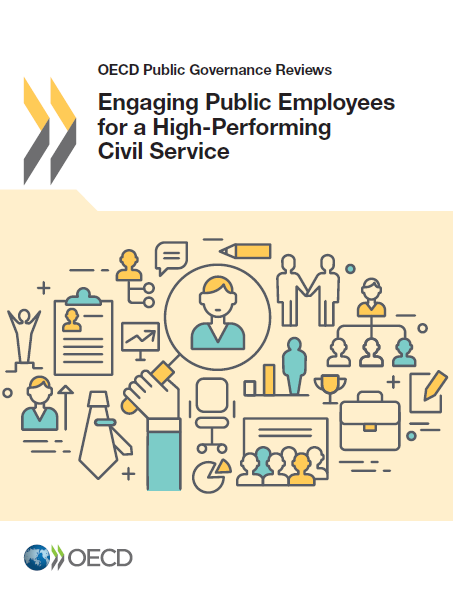 OECD Public Governance Reviews
Engaging Public Employees
for a High-Performing
Civil Service
OECD